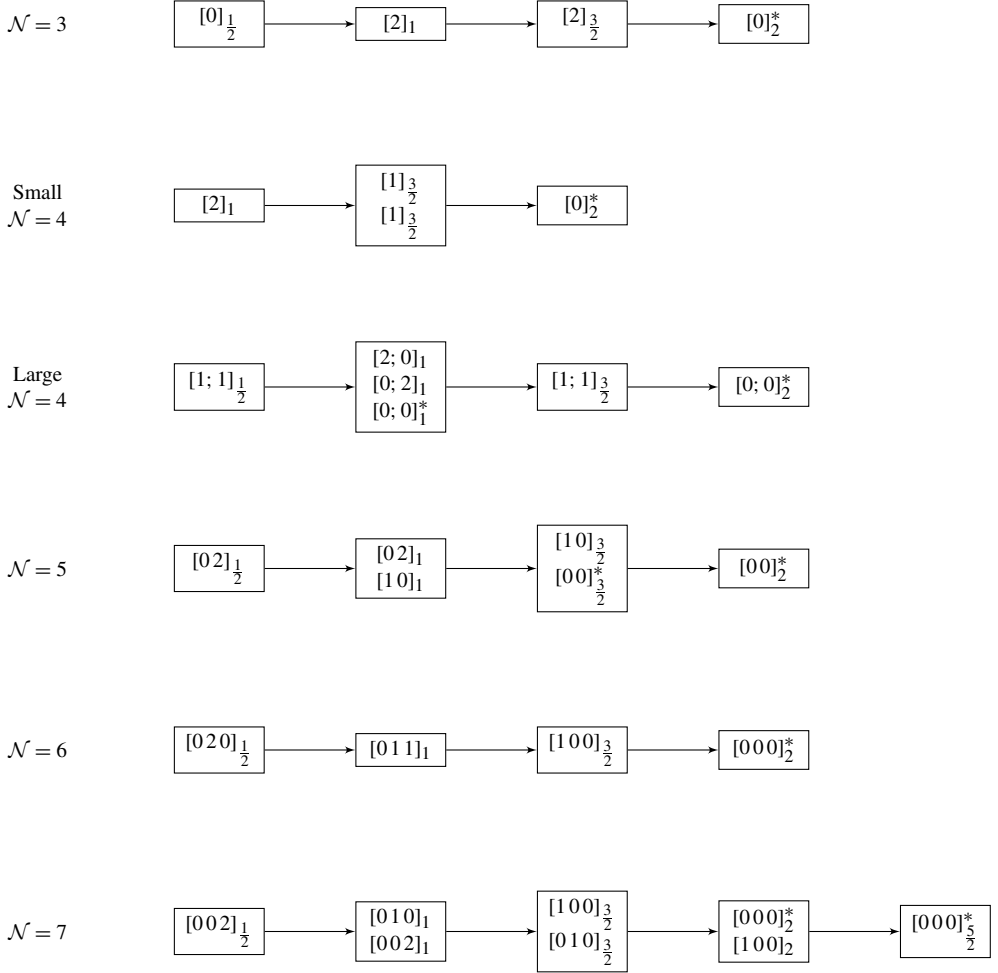 𝒩 = 3 [0]_{1/2} [2]_1 [2]_{3/2} [0]^*_2
Small
𝒩 = 4 [2]_1 [1]_{3/2} [1]_{3/2} [0]^*_2
Large
𝒩 = 4 [1; 1]_{1/2} [2; 0]_1 [0; 2]_1 [0; 0]^*_1 [1; 1]_{3/2} [0; 0]^*_2
𝒩 = 5 [0 2]_{1/2} [0 2]_1 [1 0]_1 [1 0]_{3/2} [0 0]^*_{3/2} [0 0]^*_2
𝒩 = 6 [0 2 0]_{1/2} [0 1 1]_1 [1 0 0]_{3/2} [0 0 0]^*_2
𝒩 = 7 [0 0 2]_{1/2} [0 1 0]_1 [0 0 2]_1 [1 0 0]_{3/2} [0 1 0]_{3/2} [0 0 0]^*_2 [1 0 0]_2 [0 0 0]^*_{5/2}